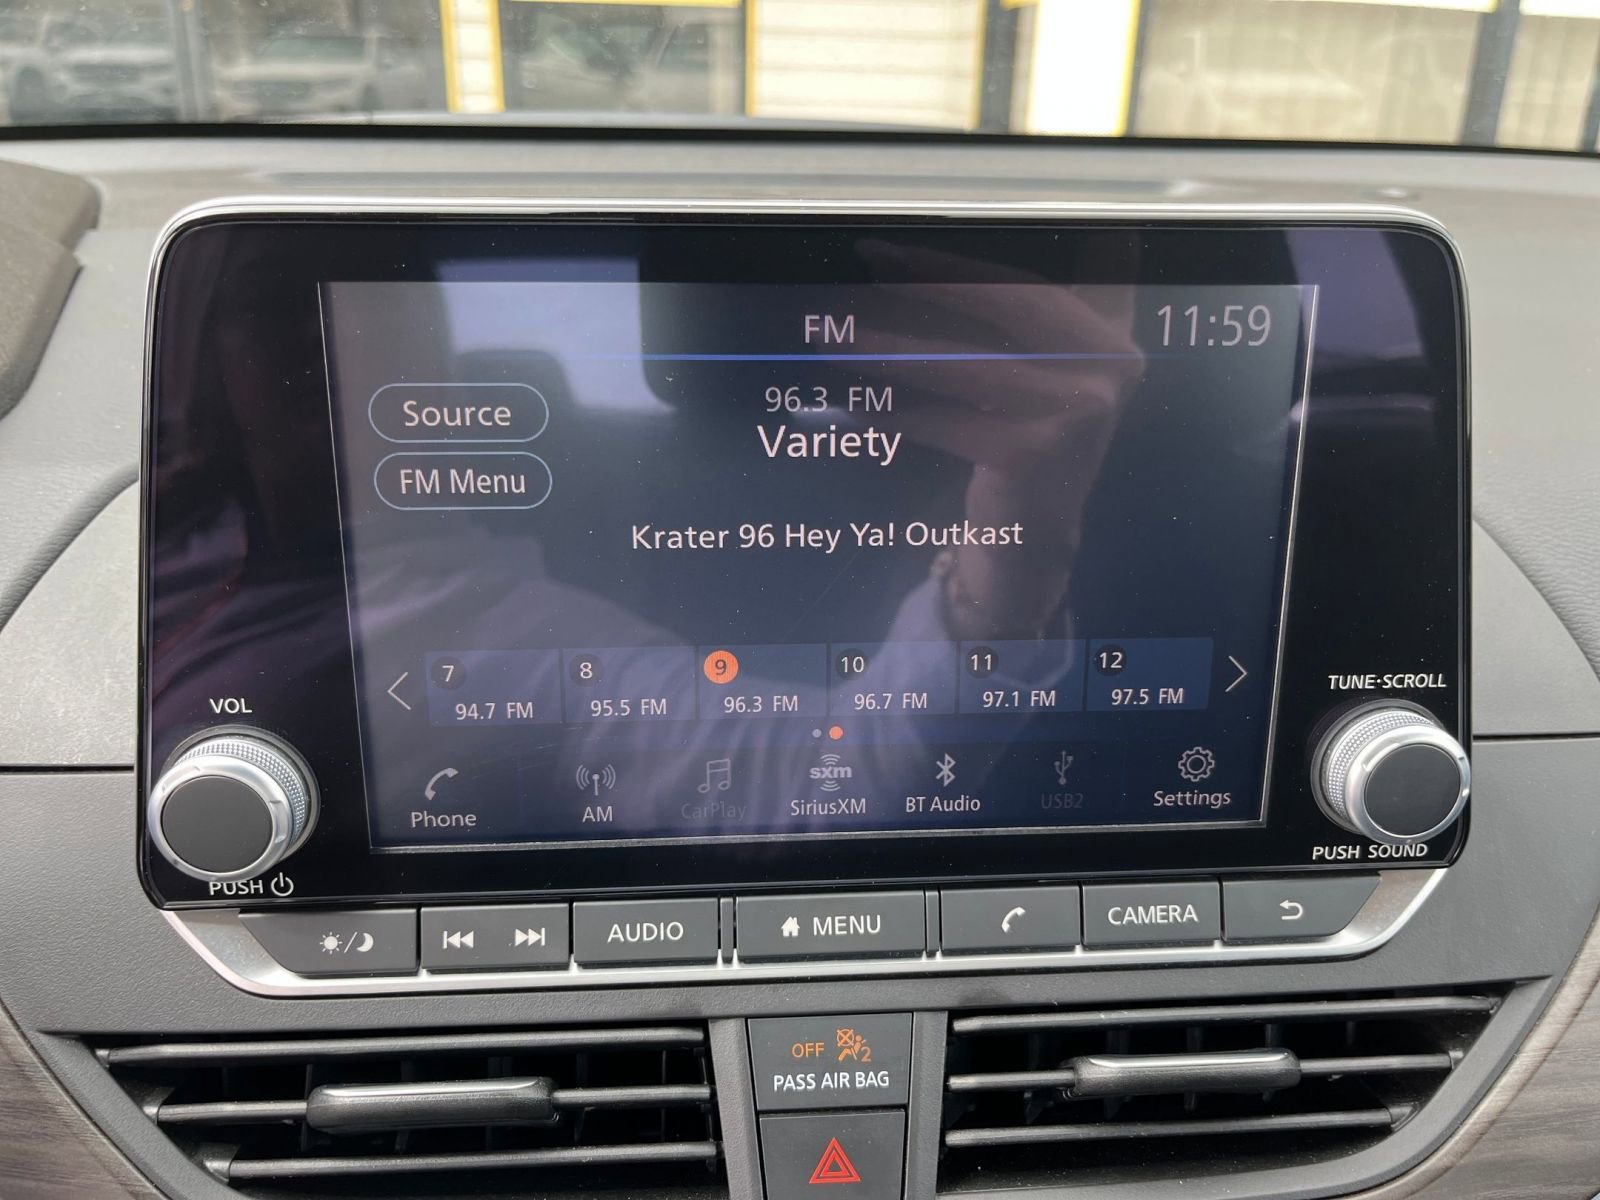 FM
11:59
Source
96.3 FM
Variety
FM Menu
Krater 96 Hey Ya! Outkast
7 8 9 10 11 12
94.7 FM 95.5 FM 96.3 FM 96.7 FM 97.1 FM 97.5 FM
sxm
Phone AM CarPlay SiriusXM BT Audio USB2 Settings
VOL
PUSH
TUNE·SCROLL
PUSH SOUND
AUDIO MENU CAMERA
OFF 2
PASS AIR BAG